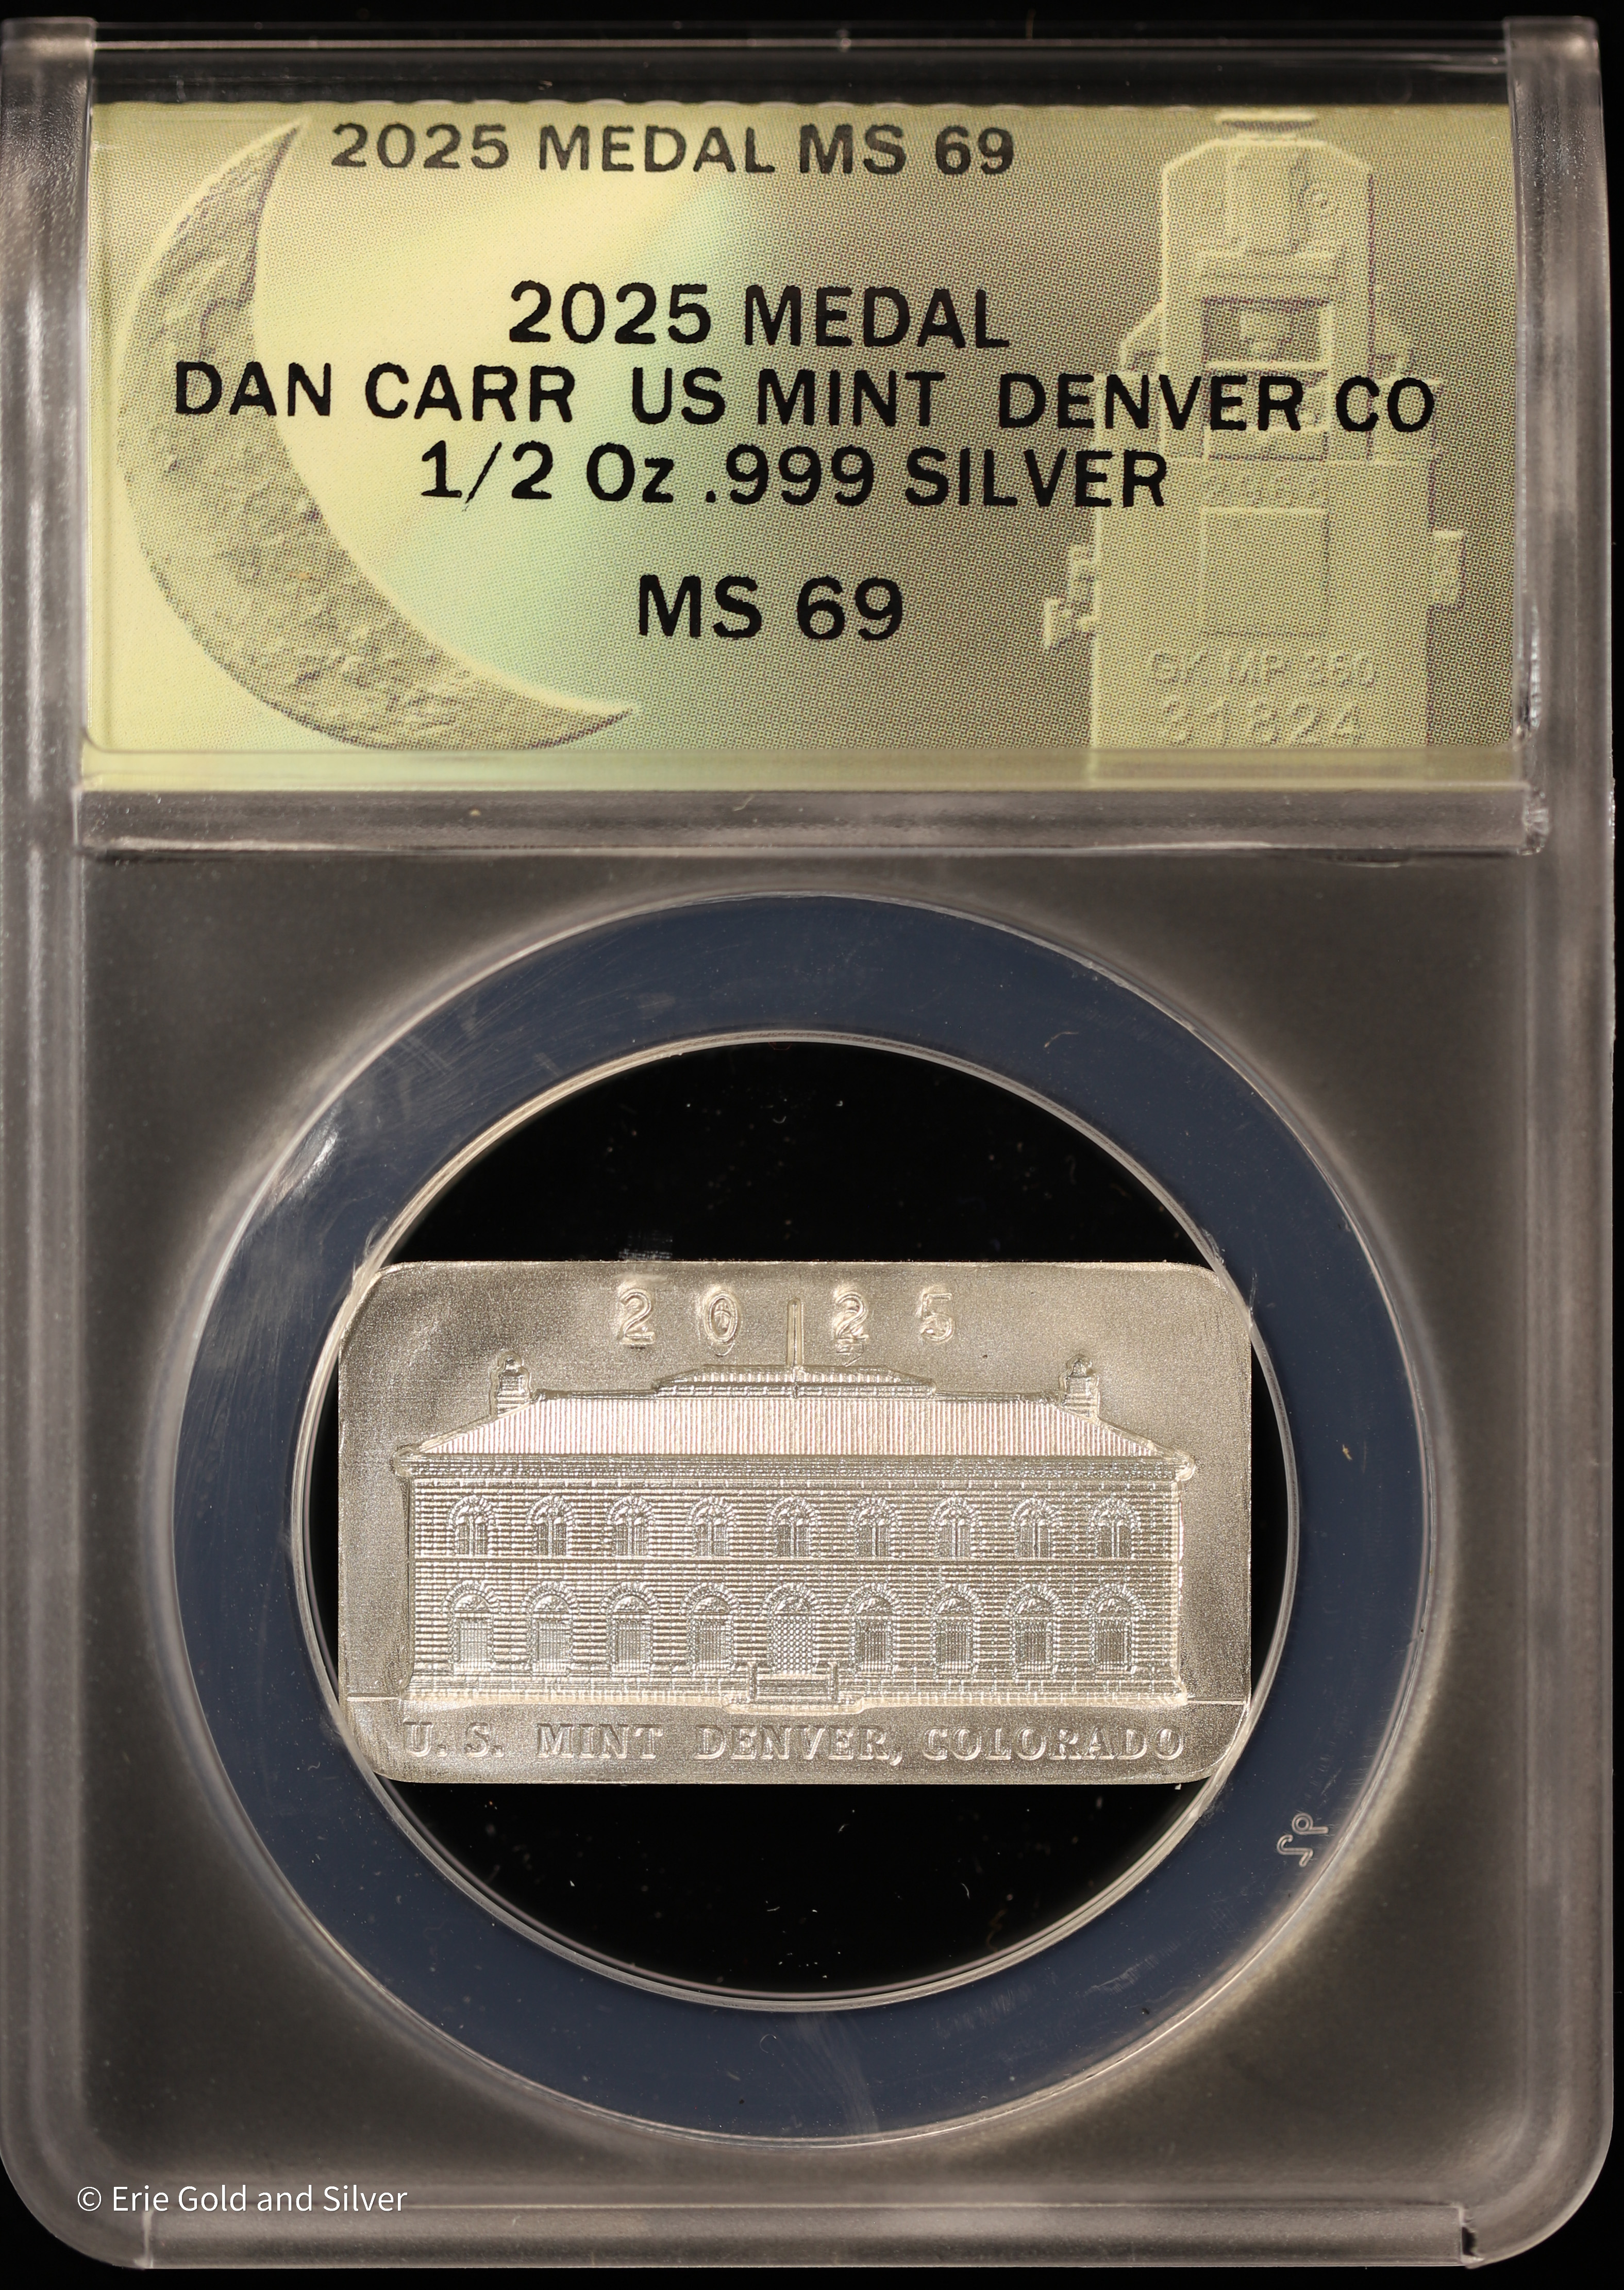 2025 MEDAL MS 69
2025 MEDAL
DAN CARR US MINT DENVER CO
1/2 Oz .999 SILVER
MS 69
31824
2025
U. S. MINT DENVER, COLORADO
© Erie Gold and Silver